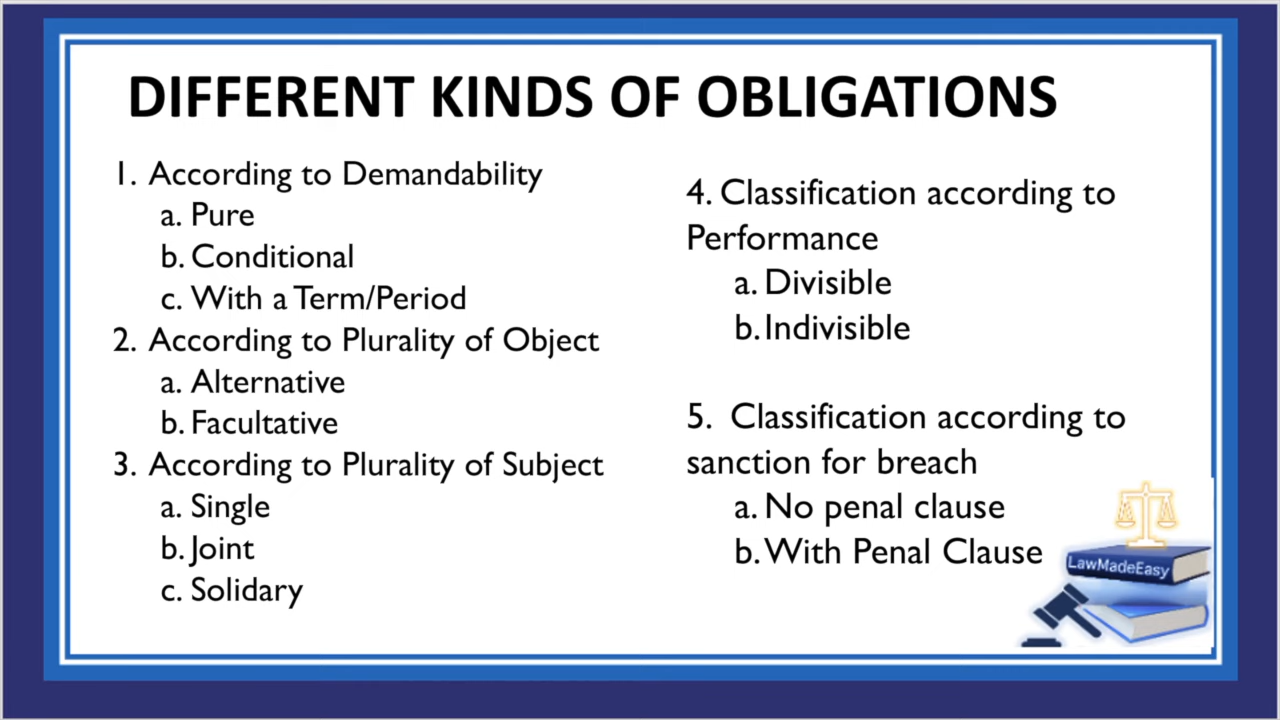 DIFFERENT KINDS OF OBLIGATIONS
1. According to Demandability
a. Pure
b. Conditional
c. With a Term/Period
2. According to Plurality of Object
a. Alternative
b. Facultative
3. According to Plurality of Subject
a. Single
b. Joint
c. Solidary
4. Classification according to
Performance
a. Divisible
b. Indivisible
5. Classification according to
sanction for breach
a. No penal clause
b. With Penal Clause
LawMadeEasy